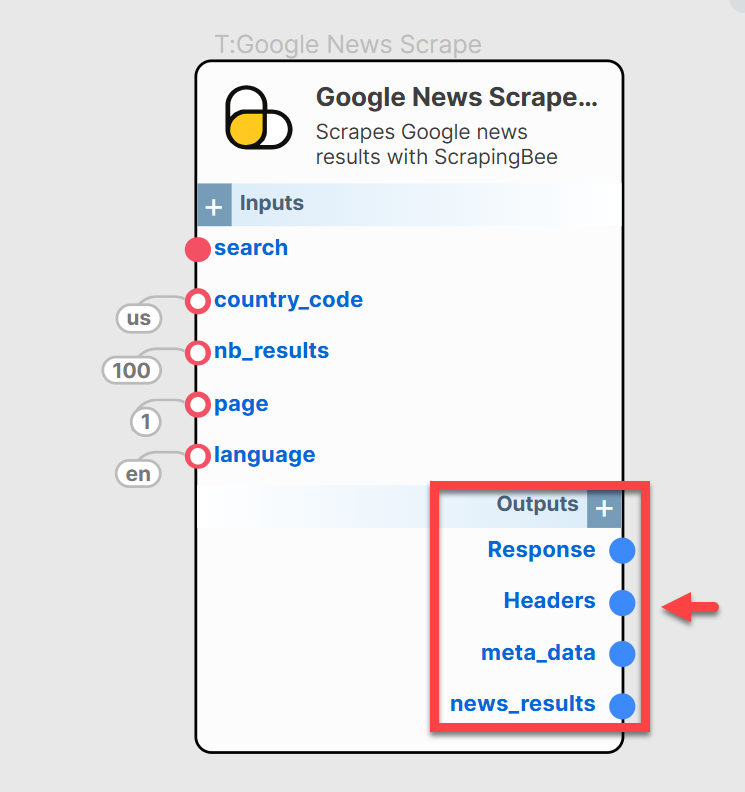 T:Google News Scrape
Google News Scrape...
Scrapes Google news
results with ScrapingBee
+ Inputs
search
country_code
us
nb_results
100
page
1
language
en
Outputs +
Response
Headers
meta_data
news_results